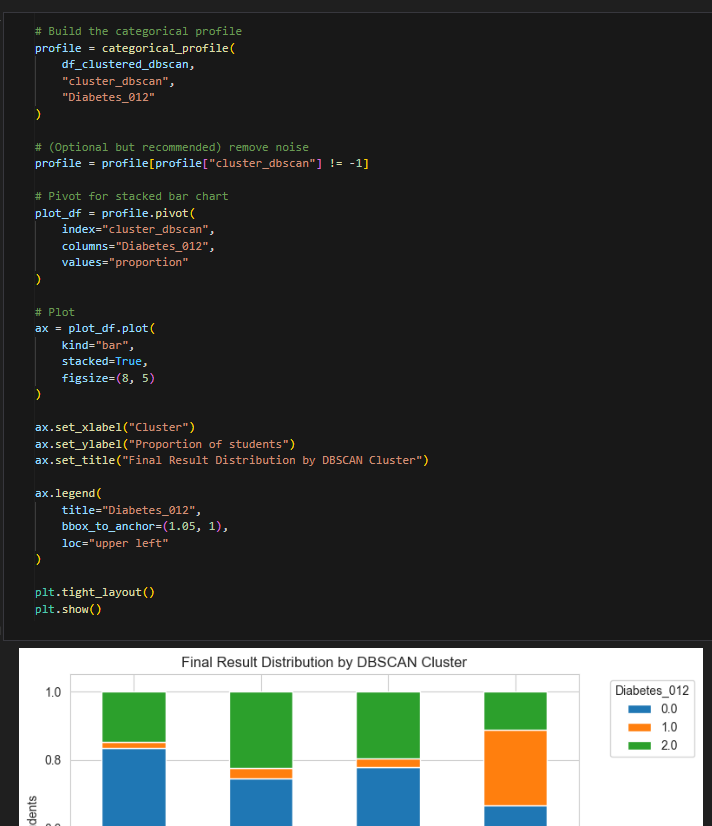 # Build the categorical profile
profile = categorical_profile(
    df_clustered_dbscan,
    "cluster_dbscan",
    "Diabetes_012"
)
# (Optional but recommended) remove noise
profile = profile[profile["cluster_dbscan"] != -1]
# Pivot for stacked bar chart
plot_df = profile.pivot(
    index="cluster_dbscan",
    columns="Diabetes_012",
    values="proportion"
)
# Plot
ax = plot_df.plot(
    kind="bar",
    stacked=True,
    figsize=(8, 5)
)
ax.set_xlabel("Cluster")
ax.set_ylabel("Proportion of students")
ax.set_title("Final Result Distribution by DBSCAN Cluster")
ax.legend(
    title="Diabetes_012",
    bbox_to_anchor=(1.05, 1),
    loc="upper left"
)
plt.tight_layout()
plt.show()
Final Result Distribution by DBSCAN Cluster
1.0
0.8
Diabetes_012
0.0
1.0
2.0